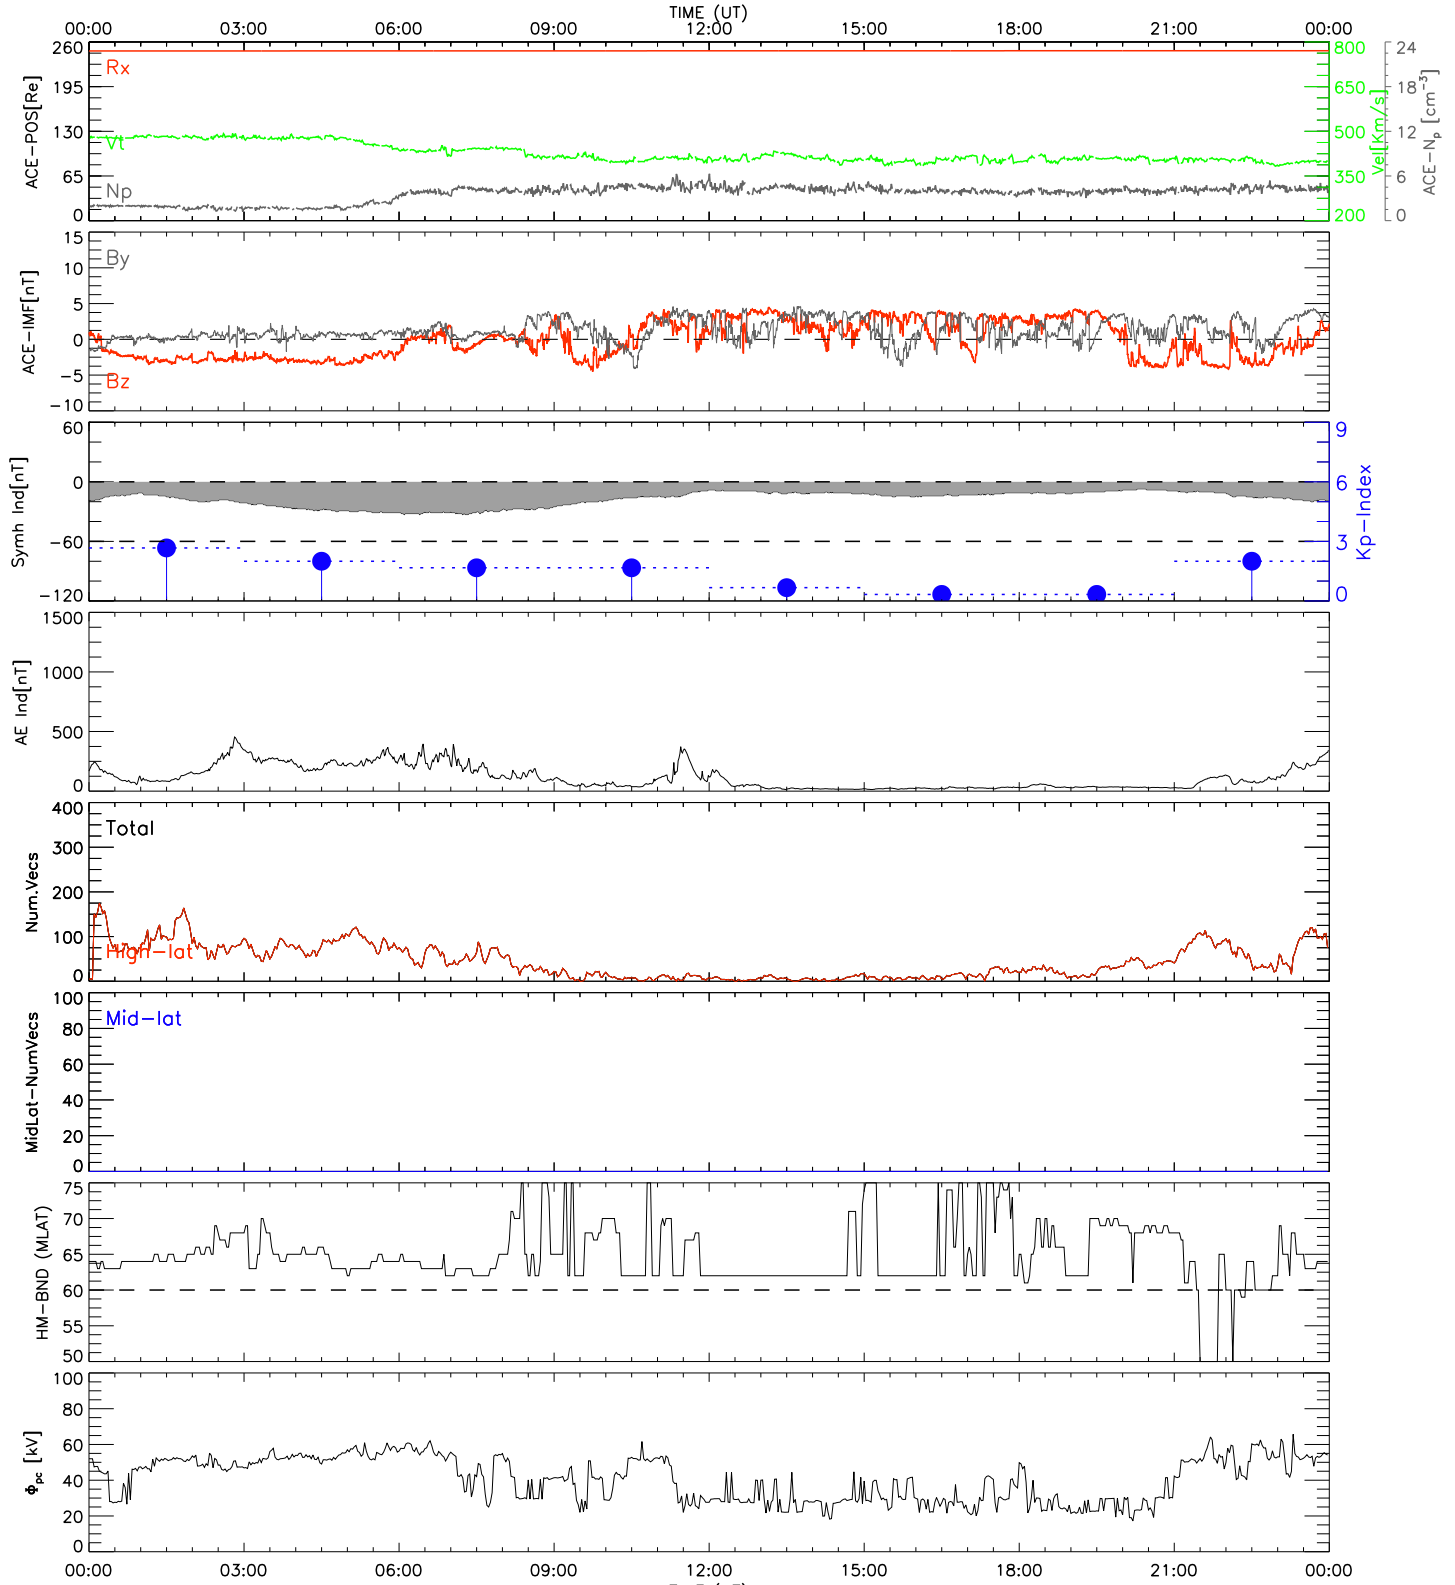 TIME (UT)
00:00 03:00 06:00 09:00 12:00 15:00 18:00 21:00 00:00
ACE-POS[Re]
260
195
130
65
0
Rx
Vt
Np
800
650
500
350
200
Vel[Km/s]
24
18
12
6
0
ACE-Np [cm-3]
ACE-IMF[nT]
15
10
5
0
-5
-10
By
Bz
Symh Ind[nT]
60
0
-60
-120
9
6
3
0
Kp-Index
AE Ind[nT]
1500
1000
500
0
Num.Vecs
400
300
200
100
0
Total
High-lat
MidLat-NumVecs
100
80
60
40
20
0
Mid-lat
HM-BND (MLAT)
75
70
65
60
55
50
Φpc [kV]
100
80
60
40
20
0
00:00 03:00 06:00 09:00 12:00 15:00 18:00 21:00 00:00